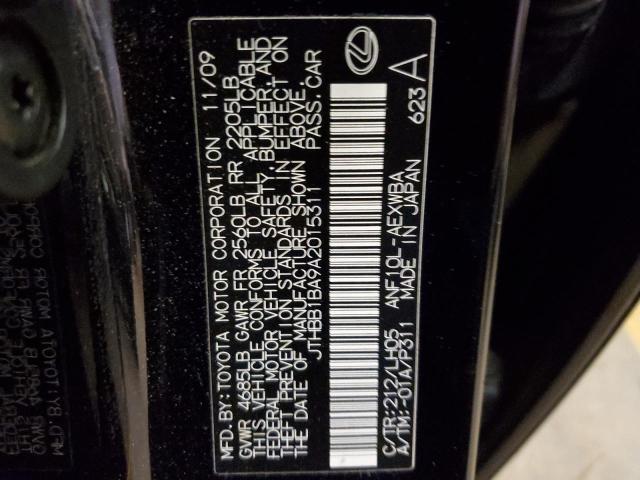 MFD. BY: TOYOTA MOTOR CORPORATION 11/09
GVWR 4685LB GAWR FR 2560LB RR 2205LB
THIS VEHICLE CONFORMS TO ALL APPLICABLE
FEDERAL MOTOR VEHICLE SAFETY, BUMPER, AND
THEFT PREVENTION STANDARDS IN EFFECT ON
THE DATE OF MANUFACTURE SHOWN ABOVE.
JTHBB1BA9A2015311 PASS. CAR
C/TR: 212/LH05 ANF10L-AEXWBA
A/TM: -01A/P311 MADE IN JAPAN
623 A